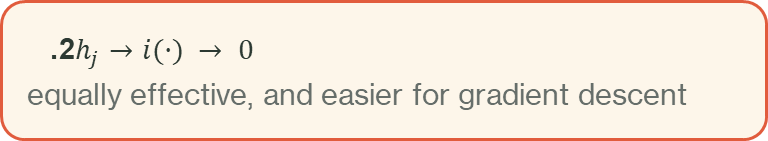 .2hⱼ → i(·) → 0
equally effective, and easier for gradient descent